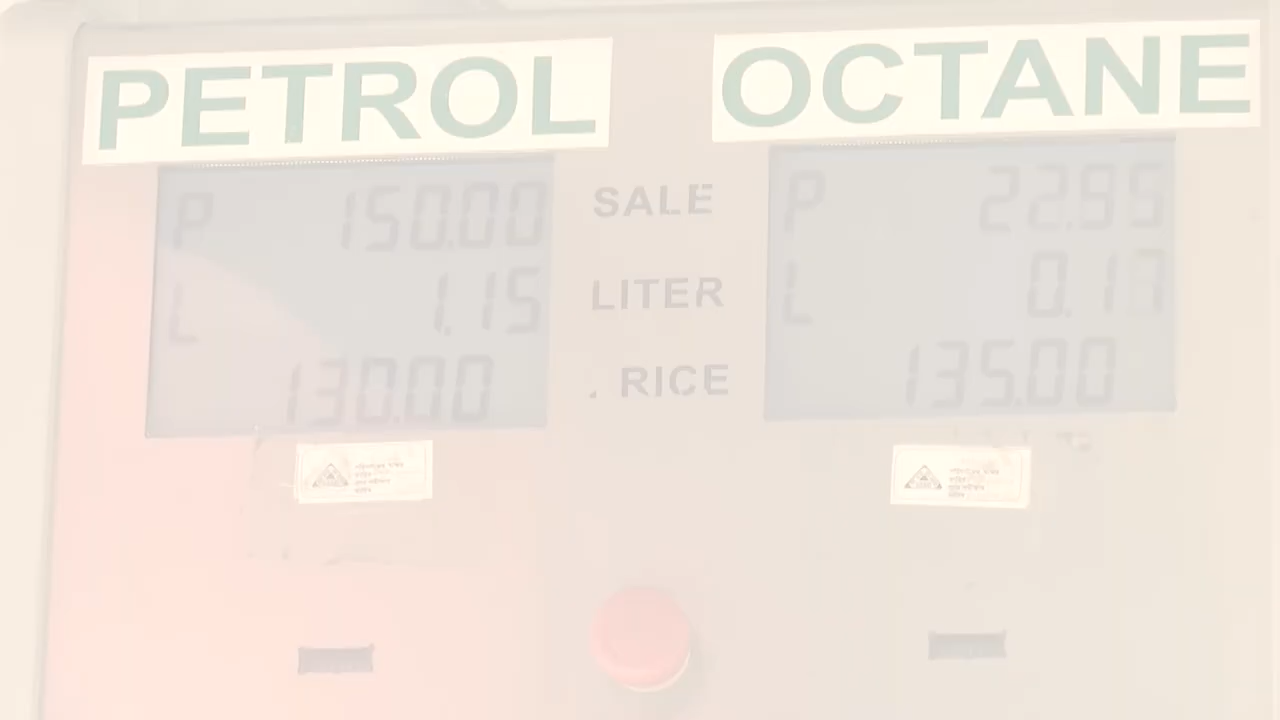 PETROL
OCTANE
P 150.00
SALE
P 22.95
L 1.15
LITER
L 0.17
130.00
. RICE
135.00